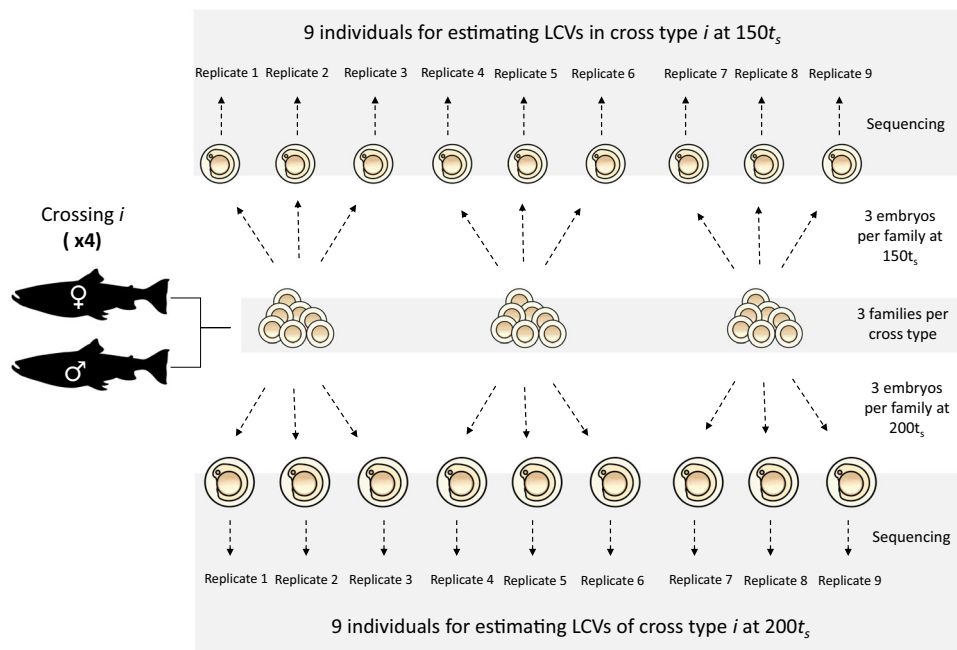 9 individuals for estimating LCVs in cross type i at 150ts
Replicate 1 Replicate 2 Replicate 3 Replicate 4 Replicate 5 Replicate 6 Replicate 7 Replicate 8 Replicate 9
Sequencing
Crossing i
( x4)
3 embryos
per family at
150ts
♀
3 families per
cross type
♂
3 embryos
per family at
200ts
Sequencing
Replicate 1 Replicate 2 Replicate 3 Replicate 4 Replicate 5 Replicate 6 Replicate 7 Replicate 8 Replicate 9
9 individuals for estimating LCVs of cross type i at 200ts